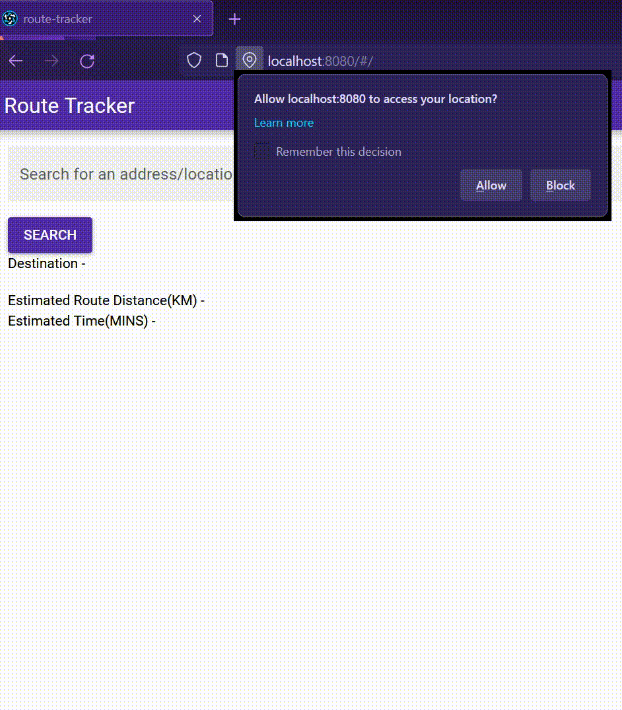 route-tracker
localhost:8080/#/
Route Tracker
Allow localhost:8080 to access your location?
Learn more
Remember this decision
Allow Block
Search for an address/locatio
SEARCH
Destination -
Estimated Route Distance(KM) -
Estimated Time(MINS) -